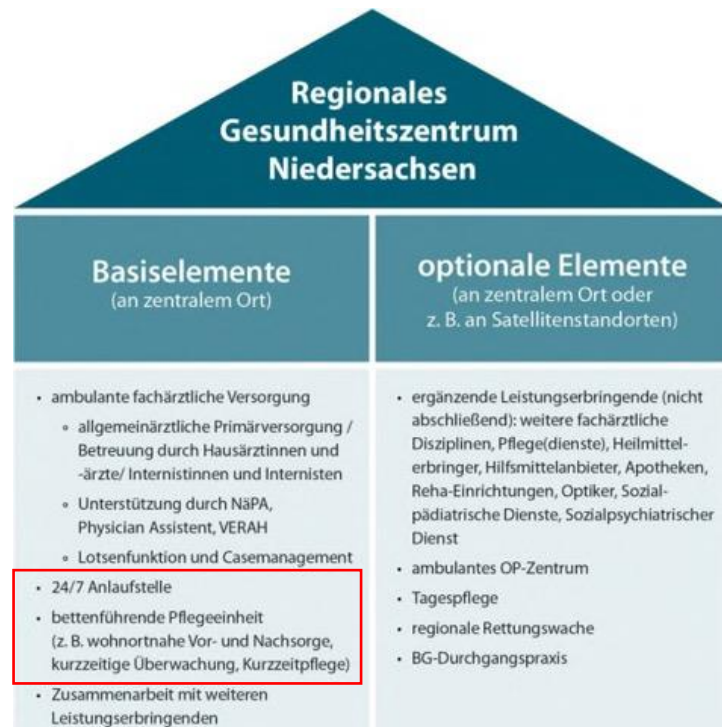 Regionales
Gesundheitszentrum
Niedersachsen
Basiselemente
(an zentralem Ort)
• ambulante fachärztliche Versorgung
∘ allgemeinärztliche Primärversorgung /
Betreuung durch Hausärztinnen und
-ärzte/ Internistinnen und Internisten
∘ Unterstützung durch NäPA,
Physician Assistent, VERAH
∘ Lotsenfunktion und Casemanagement
• 24/7 Anlaufstelle
• bettenführende Pflegeeinheit
(z. B. wohnortnahe Vor- und Nachsorge,
kurzzeitige Überwachung, Kurzzeitpflege)
• Zusammenarbeit mit weiteren
Leistungserbringenden
optionale Elemente
(an zentralem Ort oder
z. B. an Satellitenstandorten)
• ergänzende Leistungserbringende (nicht
abschließend): weitere fachärztliche
Disziplinen, Pflege(dienste), Heilmittel-
erbringer, Hilfsmittelanbieter, Apotheken,
Reha-Einrichtungen, Optiker, Sozial-
pädiatrische Dienste, Sozialpsychiatrischer
Dienst
• ambulantes OP-Zentrum
• Tagespflege
• regionale Rettungswache
• BG-Durchgangspraxis